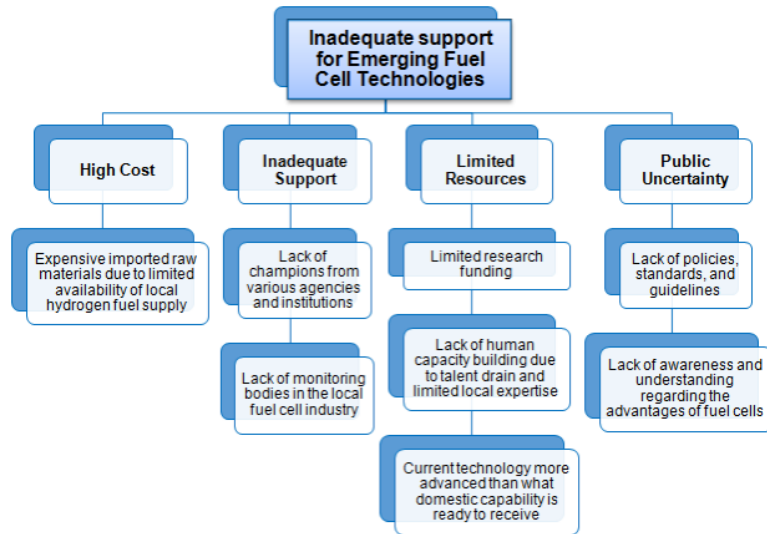 Inadequate support
for Emerging Fuel
Cell Technologies
High Cost
Expensive imported raw
materials due to limited
availability of local
hydrogen fuel supply
Inadequate
Support
Lack of
champions from
various agencies
and institutions
Lack of monitoring
bodies in the local
fuel cell industry
Limited
Resources
Limited research
funding
Lack of human
capacity building due
to talent drain and
limited local expertise
Current technology more
advanced than what
domestic capability is
ready to receive
Public
Uncertainty
Lack of policies,
standards, and
guidelines
Lack of awareness and
understanding
regarding the
advantages of fuel cells